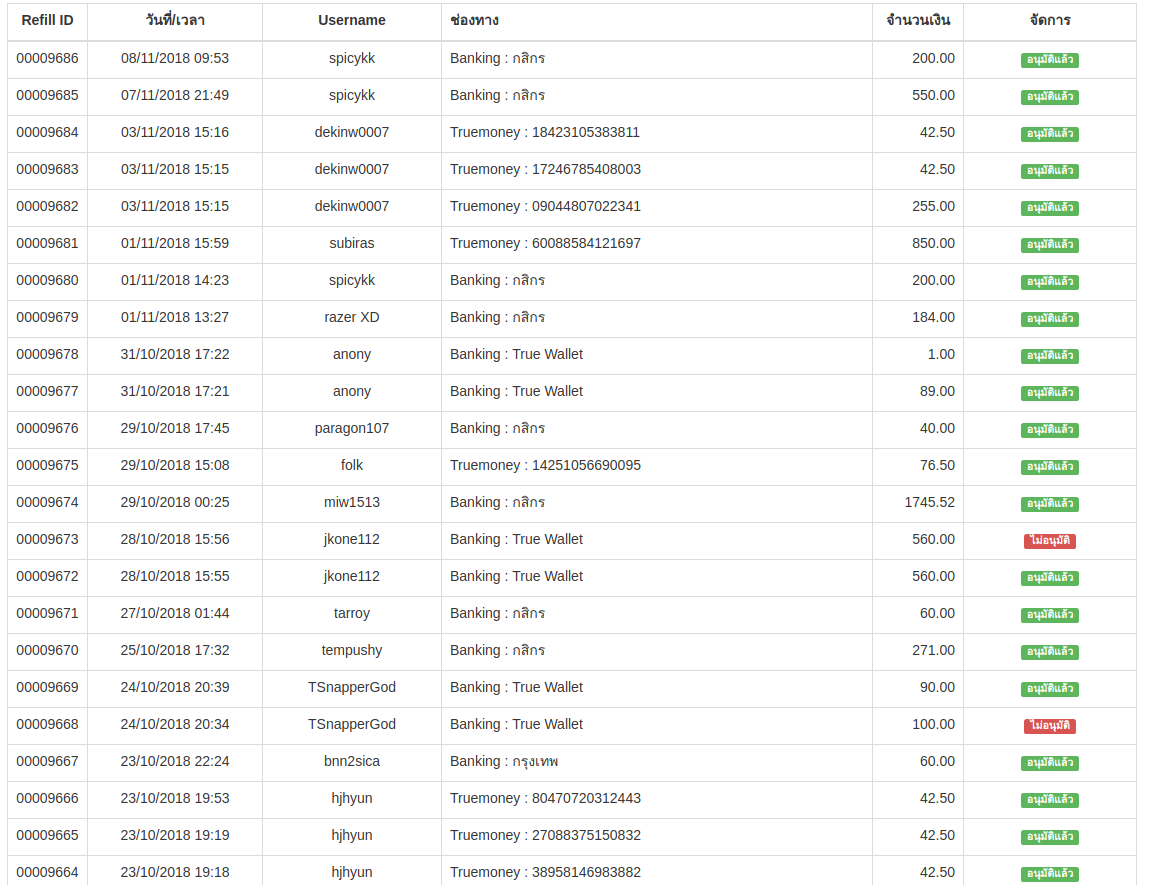 Refill ID วันที่/เวลา Username ช่องทาง จำนวนเงิน จัดการ
00009686 08/11/2018 09:53 spicykk Banking : กสิกร 200.00 อนุมัติแล้ว
00009685 07/11/2018 21:49 spicykk Banking : กสิกร 550.00 อนุมัติแล้ว
00009684 03/11/2018 15:16 dekinw0007 Truemoney : 18423105383811 42.50 อนุมัติแล้ว
00009683 03/11/2018 15:15 dekinw0007 Truemoney : 17246785408003 42.50 อนุมัติแล้ว
00009682 03/11/2018 15:15 dekinw0007 Truemoney : 09044807022341 255.00 อนุมัติแล้ว
00009681 01/11/2018 15:59 subiras Truemoney : 60088584121697 850.00 อนุมัติแล้ว
00009680 01/11/2018 14:23 spicykk Banking : กสิกร 200.00 อนุมัติแล้ว
00009679 01/11/2018 13:27 razer XD Banking : กสิกร 184.00 อนุมัติแล้ว
00009678 31/10/2018 17:22 anony Banking : True Wallet 1.00 อนุมัติแล้ว
00009677 31/10/2018 17:21 anony Banking : True Wallet 89.00 อนุมัติแล้ว
00009676 29/10/2018 17:45 paragon107 Banking : กสิกร 40.00 อนุมัติแล้ว
00009675 29/10/2018 15:08 folk Truemoney : 14251056690095 76.50 อนุมัติแล้ว
00009674 29/10/2018 00:25 miw1513 Banking : กสิกร 1745.52 อนุมัติแล้ว
00009673 28/10/2018 15:56 jkone112 Banking : True Wallet 560.00 ไม่อนุมัติ
00009672 28/10/2018 15:55 jkone112 Banking : True Wallet 560.00 อนุมัติแล้ว
00009671 27/10/2018 01:44 tarroy Banking : กสิกร 60.00 อนุมัติแล้ว
00009670 25/10/2018 17:32 tempushy Banking : กสิกร 271.00 อนุมัติแล้ว
00009669 24/10/2018 20:39 TSnapperGod Banking : True Wallet 90.00 อนุมัติแล้ว
00009668 24/10/2018 20:34 TSnapperGod Banking : True Wallet 100.00 ไม่อนุมัติ
00009667 23/10/2018 22:24 bnn2sica Banking : กรุงเทพ 60.00 อนุมัติแล้ว
00009666 23/10/2018 19:53 hjhyun Truemoney : 80470720312443 42.50 อนุมัติแล้ว
00009665 23/10/2018 19:19 hjhyun Truemoney : 27088375150832 42.50 อนุมัติแล้ว
00009664 23/10/2018 19:18 hjhyun Truemoney : 38958146983882 42.50 อนุมัติแล้ว